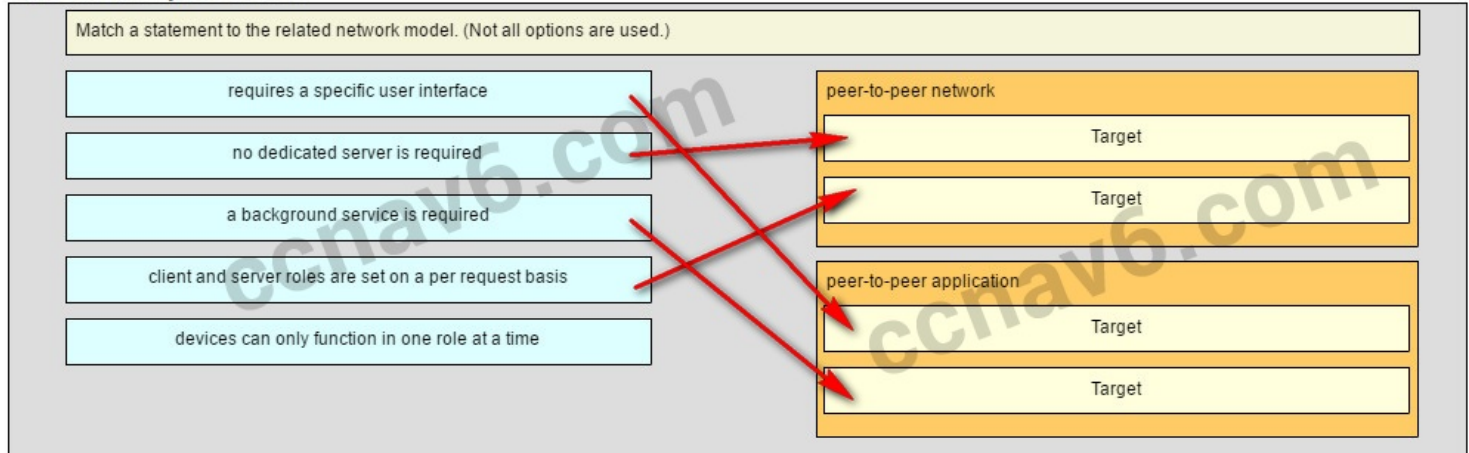 Match a statement to the related network model. (Not all options are used.)
requires a specific user interface
no dedicated server is required
a background service is required
client and server roles are set on a per request basis
devices can only function in one role at a time
peer-to-peer network
Target
Target
peer-to-peer application
Target
Target
ccnav6.com
ccnav6.com